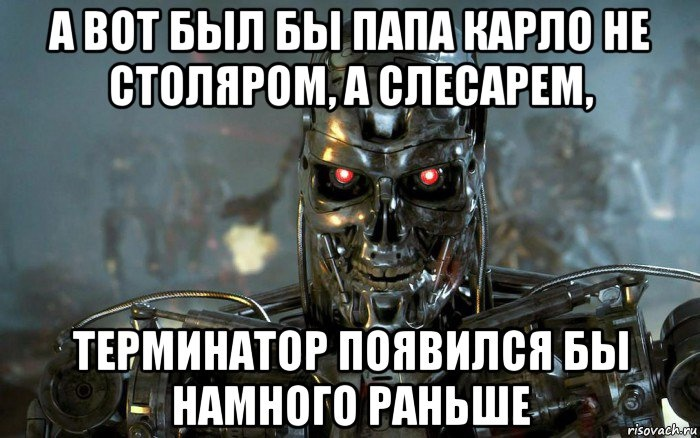 А ВОТ БЫЛ БЫ ПАПА КАРЛО НЕ
СТОЛЯРОМ, А СЛЕСАРЕМ,
ТЕРМИНАТОР ПОЯВИЛСЯ БЫ
НАМНОГО РАНЬШЕ
risovach.ru